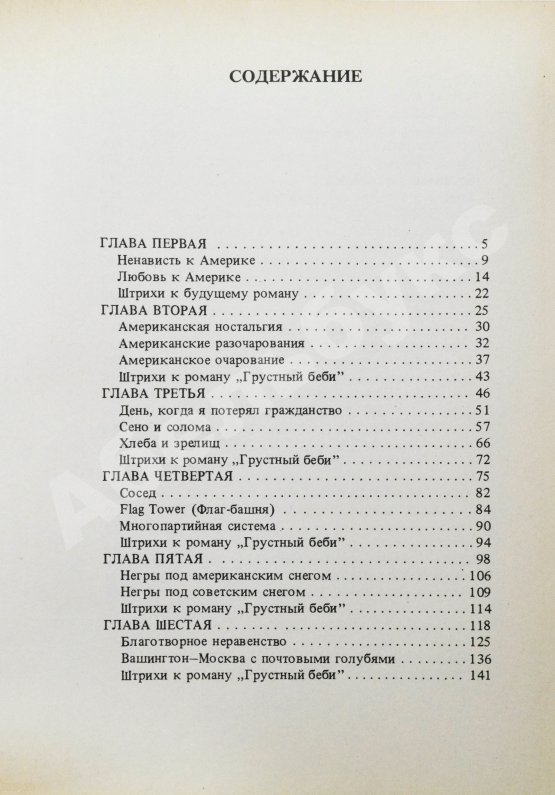 СОДЕРЖАНИЕ
ГЛАВА ПЕРВАЯ . . . . . . . . . . . . . . . . . . . . 5
Ненависть к Америке . . . . . . . . . . . . . . . . 9
Любовь к Америке . . . . . . . . . . . . . . . . 14
Штрихи к будущему роману . . . . . . . . . . . . 22
ГЛАВА ВТОРАЯ . . . . . . . . . . . . . . . . . . . . 25
Американская ностальгия . . . . . . . . . . . . . 30
Американские разочарования . . . . . . . . . . . 32
Американское очарование . . . . . . . . . . . . . 37
Штрихи к роману „Грустный беби” . . . . . . . . 43
ГЛАВА ТРЕТЬЯ . . . . . . . . . . . . . . . . . . . . 46
День, когда я потерял гражданство . . . . . . . . 51
Сено и солома . . . . . . . . . . . . . . . . . . 57
Хлеба и зрелищ . . . . . . . . . . . . . . . . . . 66
Штрихи к роману „Грустный беби” . . . . . . . . 72
ГЛАВА ЧЕТВЕРТАЯ . . . . . . . . . . . . . . . . . . 75
Сосед . . . . . . . . . . . . . . . . . . . . . . 82
Flag Tower (Флаг-башня) . . . . . . . . . . . . . 84
Многопартийная система . . . . . . . . . . . . . 90
Штрихи к роману „Грустный беби” . . . . . . . . 94
ГЛАВА ПЯТАЯ . . . . . . . . . . . . . . . . . . . . 98
Негры под американским снегом . . . . . . . . . 106
Негры под советским снегом . . . . . . . . . . . 109
Штрихи к роману „Грустный беби” . . . . . . . . 114
ГЛАВА ШЕСТАЯ . . . . . . . . . . . . . . . . . . . . 118
Благотворное неравенство . . . . . . . . . . . . 125
Вашингтон—Москва с почтовыми голубями . . . . . 136
Штрихи к роману „Грустный беби” . . . . . . . . 141